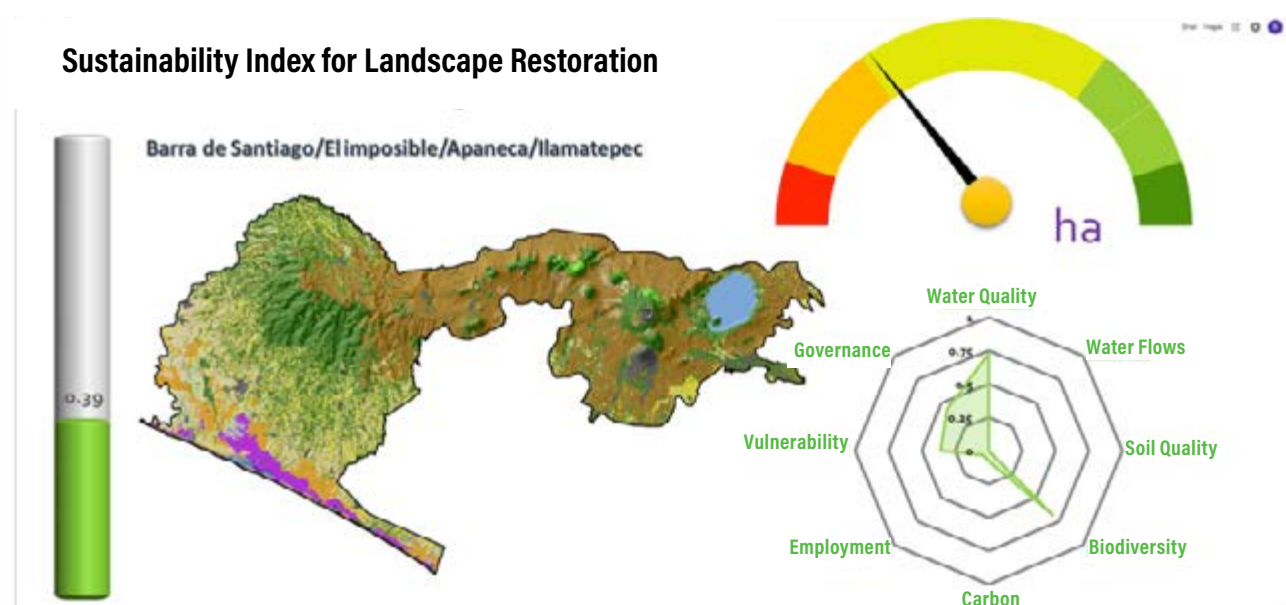 Sustainability Index for Landscape Restoration
Barra de Santiago/El imposible/Apaneca/Ilamatepec
0.39
ha
Water Quality
Water Flows
Soil Quality
Biodiversity
Carbon
Employment
Vulnerability
Governance
0.75
0.5
0.25
0